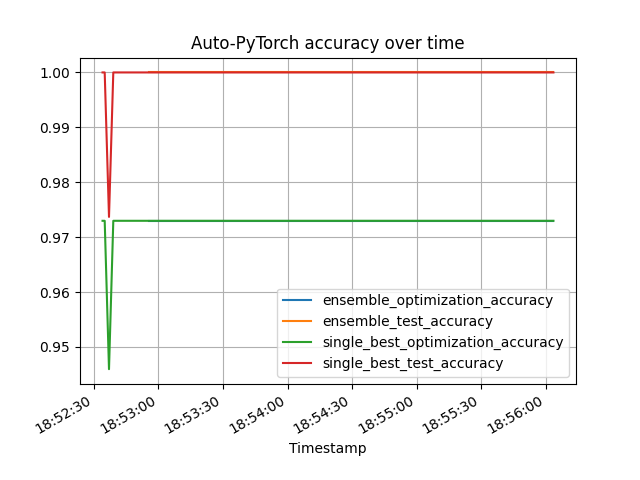 Auto-PyTorch accuracy over time
1.00
0.99
0.98
0.97
0.96
0.95
ensemble_optimization_accuracy
ensemble_test_accuracy
single_best_optimization_accuracy
single_best_test_accuracy
18:52:30
18:53:00
18:53:30
18:54:00
18:54:30
18:55:00
18:55:30
18:56:00
Timestamp